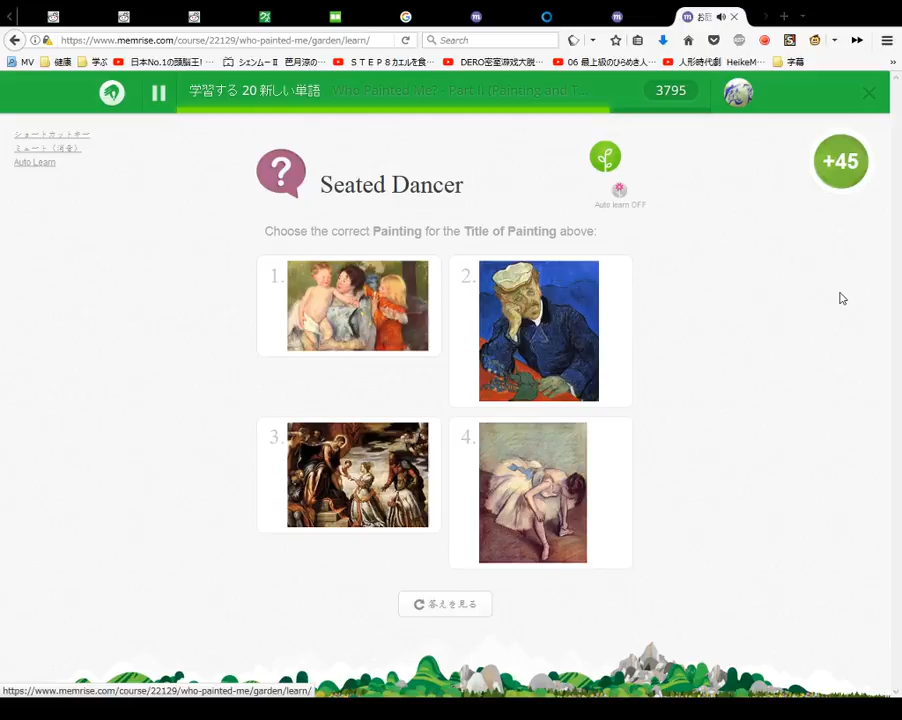 お忙
https://www.memrise.com/course/22129/who-painted-me/garden/learn/
Search
MV
健康
学ぶ
日本No.1の頭脳王!…
シェンムーⅡ 芭月涼の…
ＳＴＥＰ８カエルを食…
DERO密室游戏大脱…
06 最上級のひらめき人…
人形時代劇 HeikeM…
字幕
学習する 20 新しい単語
Who Painted Me? - Part II (Painting and T…
3795
ショートカットキー
ミュート（消音）
Auto Learn
?
Seated Dancer
Auto learn OFF
+45
Choose the correct Painting for the Title of Painting above:
1.
2.
3.
4.
答えを見る
https://www.memrise.com/course/22129/who-painted-me/garden/learn/